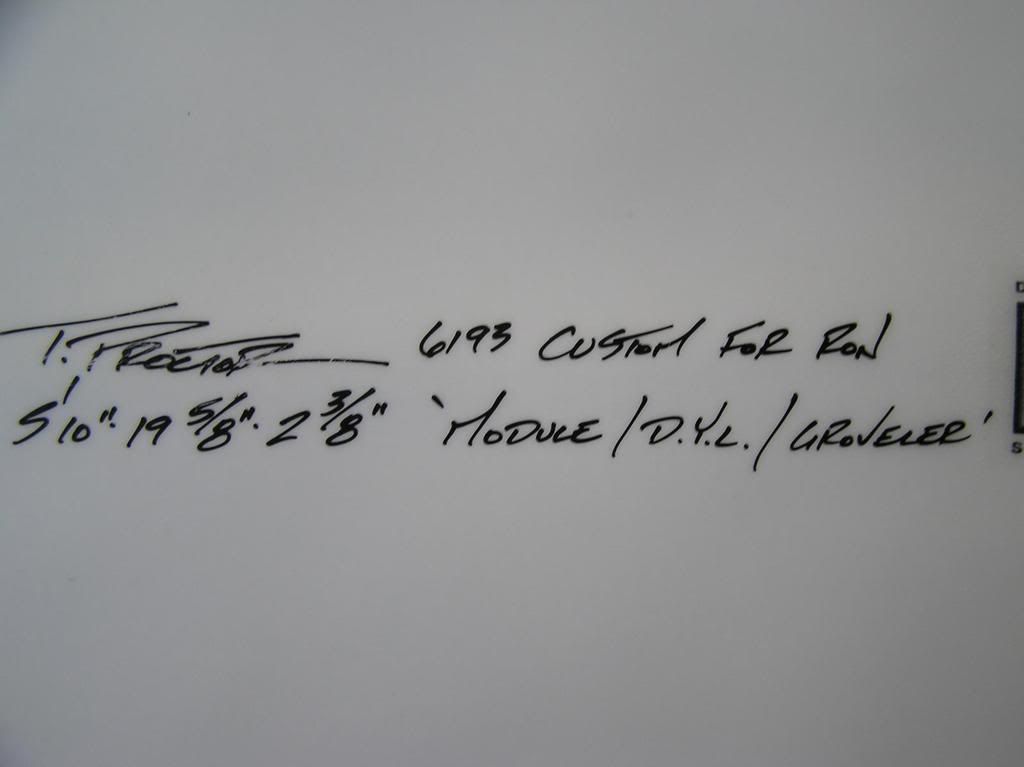 T. Proctor 6193 CUSTOM FOR RON
5'10"· 19 5/8"· 2 3/8" 'MODULE / D.Y.L. / GROVELER'